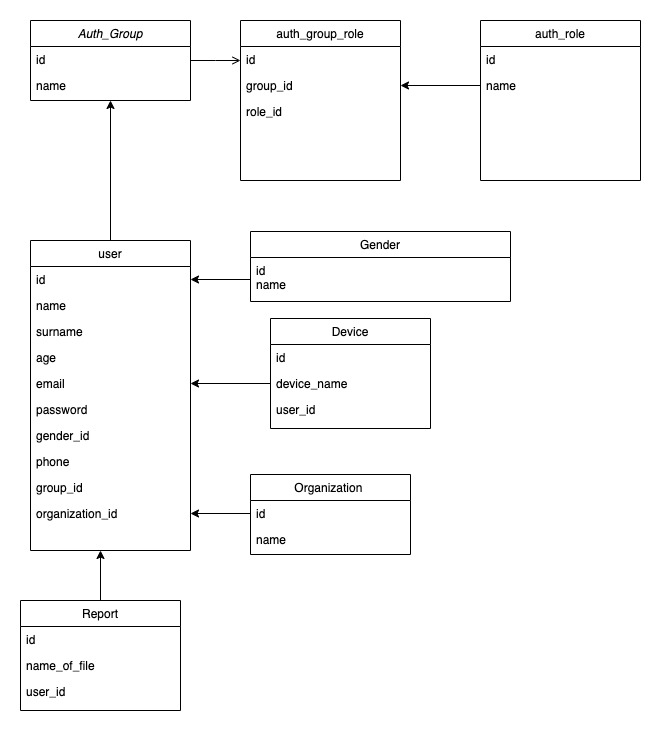 Auth_Group
id
name
auth_group_role
id
group_id
role_id
auth_role
id
name
user
id
name
surname
age
email
password
gender_id
phone
group_id
organization_id
Gender
id
name
Device
id
device_name
user_id
Organization
id
name
Report
id
name_of_file
user_id